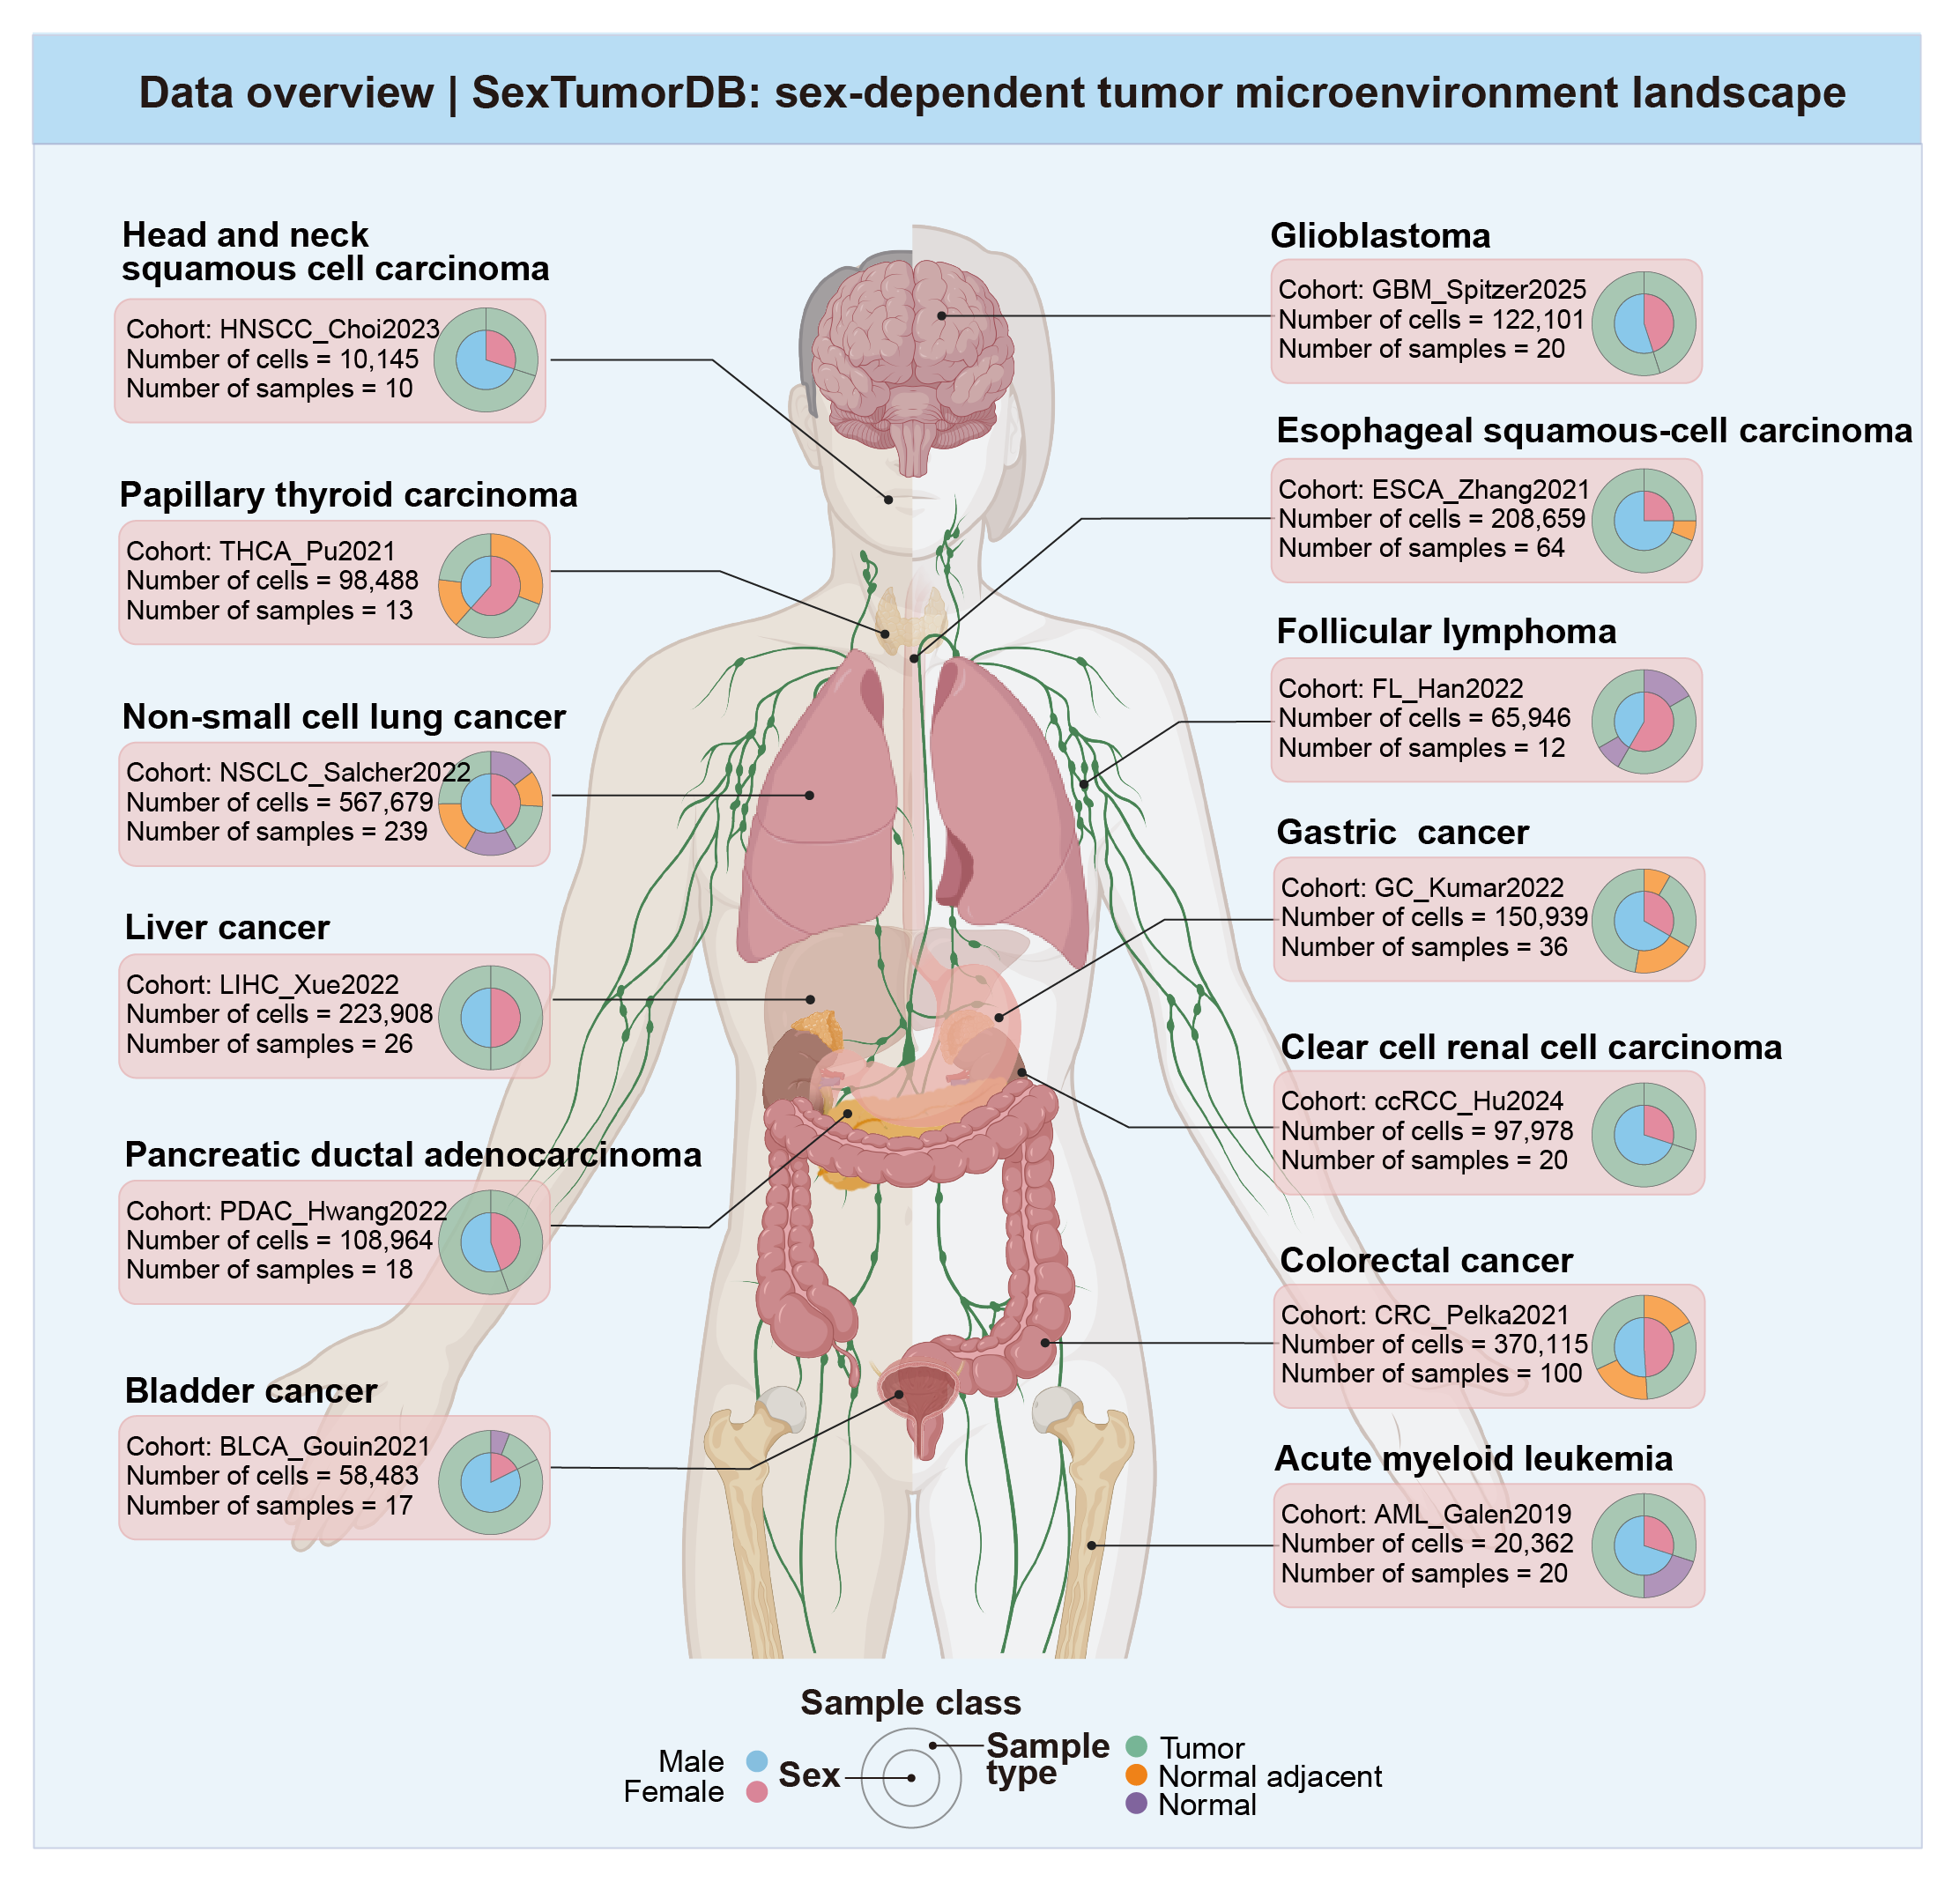 Data overview | SexTumorDB: sex-dependent tumor microenvironment landscape
Head and neck
squamous cell carcinoma
Cohort: HNSCC_Choi2023
Number of cells = 10,145
Number of samples = 10
Papillary thyroid carcinoma
Cohort: THCA_Pu2021
Number of cells = 98,488
Number of samples = 13
Non-small cell lung cancer
Cohort: NSCLC_Salcher2022
Number of cells = 567,679
Number of samples = 239
Liver cancer
Cohort: LIHC_Xue2022
Number of cells = 223,908
Number of samples = 26
Pancreatic ductal adenocarcinoma
Cohort: PDAC_Hwang2022
Number of cells = 108,964
Number of samples = 18
Bladder cancer
Cohort: BLCA_Gouin2021
Number of cells = 58,483
Number of samples = 17
Glioblastoma
Cohort: GBM_Spitzer2025
Number of cells = 122,101
Number of samples = 20
Esophageal squamous-cell carcinoma
Cohort: ESCA_Zhang2021
Number of cells = 208,659
Number of samples = 64
Follicular lymphoma
Cohort: FL_Han2022
Number of cells = 65,946
Number of samples = 12
Gastric  cancer
Cohort: GC_Kumar2022
Number of cells = 150,939
Number of samples = 36
Clear cell renal cell carcinoma
Cohort: ccRCC_Hu2024
Number of cells = 97,978
Number of samples = 20
Colorectal cancer
Cohort: CRC_Pelka2021
Number of cells = 370,115
Number of samples = 100
Acute myeloid leukemia
Cohort: AML_Galen2019
Number of cells = 20,362
Number of samples = 20
Sample class
Male
Female
Sex
Sample
type
Tumor
Normal adjacent
Normal